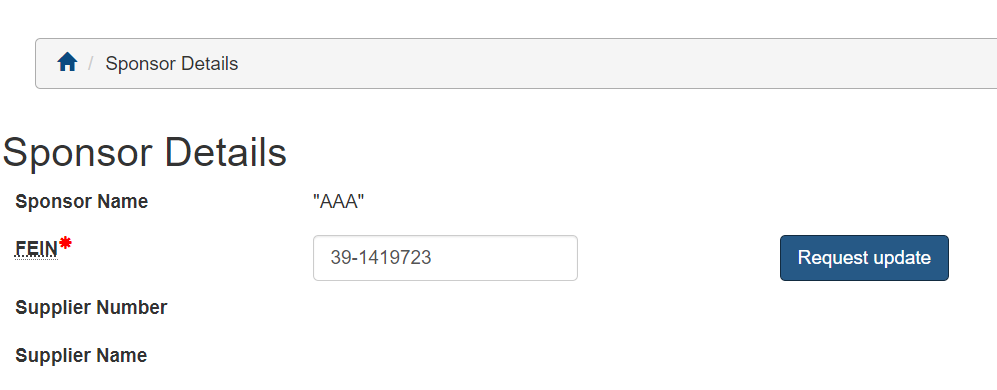 / Sponsor Details
Sponsor Details
Sponsor Name "AAA"
FEIN* 39-1419723 Request update
Supplier Number
Supplier Name